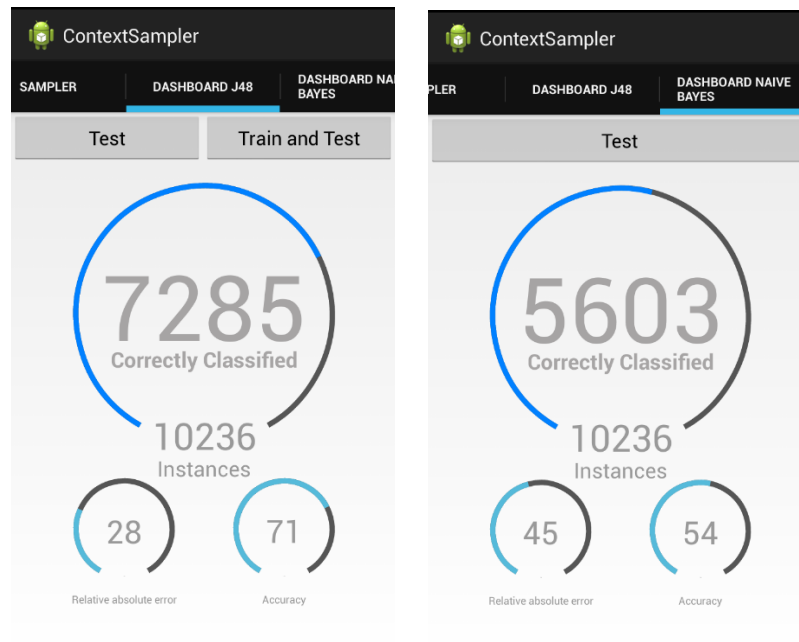 ContextSampler
SAMPLER
DASHBOARD J48
DASHBOARD NAI
BAYES
Test
Train and Test
7285
Correctly Classified
10236
Instances
28
71
Relative absolute error
Accuracy
ContextSampler
PLER
DASHBOARD J48
DASHBOARD NAIVE
BAYES
Test
5603
Correctly Classified
10236
Instances
45
54
Relative absolute error
Accuracy